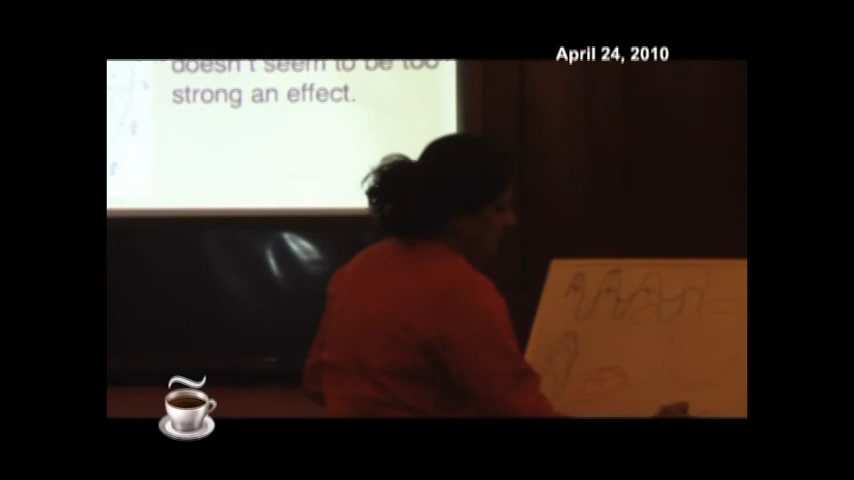 April 24, 2010
doesn't seem to be too
strong an effect.